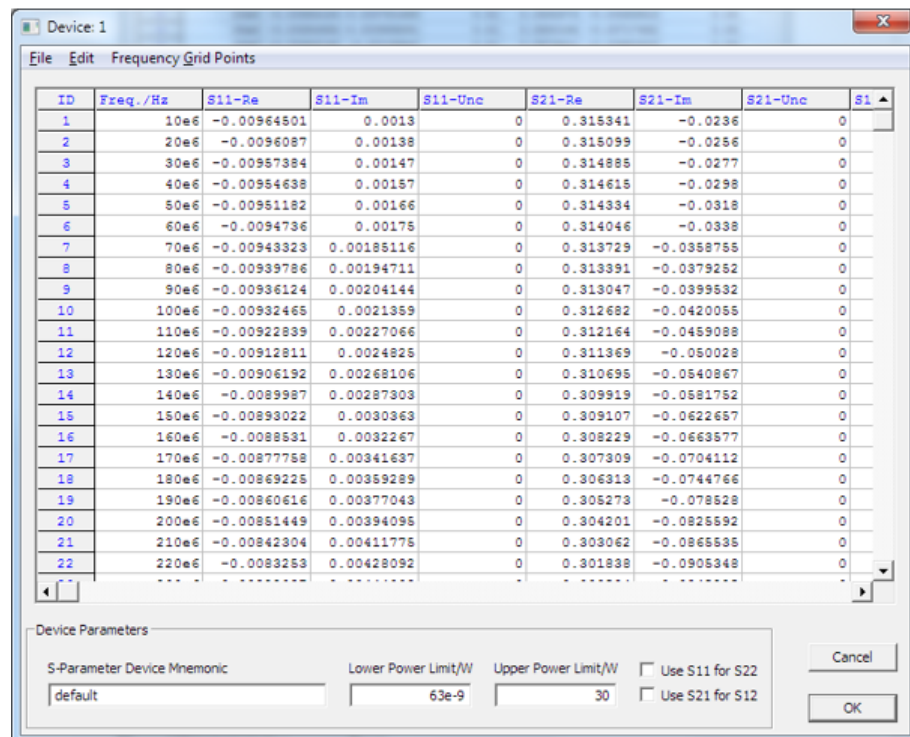 Device: 1
File Edit Frequency Grid Points
ID Freq./Hz S11-Re S11-Im S11-Unc S21-Re S21-Im S21-Unc S1
1 10e6 -0.00964501 0.0013 0 0.315341 -0.0236 0
2 20e6 -0.0096087 0.00138 0 0.315099 -0.0256 0
3 30e6 -0.00957384 0.00147 0 0.314885 -0.0277 0
4 40e6 -0.00954638 0.00157 0 0.314615 -0.0298 0
5 50e6 -0.00951182 0.00166 0 0.314334 -0.0318 0
6 60e6 -0.0094736 0.00175 0 0.314046 -0.0338 0
7 70e6 -0.00943323 0.00185116 0 0.313729 -0.0358755 0
8 80e6 -0.00939786 0.00194711 0 0.313391 -0.0379252 0
9 90e6 -0.00936124 0.00204144 0 0.313047 -0.0399532 0
10 100e6 -0.00932465 0.0021359 0 0.312682 -0.0420055 0
11 110e6 -0.00922839 0.00227066 0 0.312164 -0.0459088 0
12 120e6 -0.00912811 0.0024825 0 0.311369 -0.050028 0
13 130e6 -0.00906192 0.00268106 0 0.310695 -0.0540867 0
14 140e6 -0.0089987 0.00287303 0 0.309919 -0.0581752 0
15 150e6 -0.00893022 0.0030363 0 0.309107 -0.0622657 0
16 160e6 -0.0088531 0.0032267 0 0.308229 -0.0663577 0
17 170e6 -0.00877758 0.00341637 0 0.307309 -0.0704112 0
18 180e6 -0.00869225 0.00359289 0 0.306313 -0.0744766 0
19 190e6 -0.00860616 0.00377043 0 0.305273 -0.078528 0
20 200e6 -0.00851449 0.00394095 0 0.304201 -0.0825592 0
21 210e6 -0.00842304 0.00411775 0 0.303062 -0.0865535 0
22 220e6 -0.0083253 0.00428092 0 0.301838 -0.0905348 0
Device Parameters
S-Parameter Device Mnemonic Lower Power Limit/W Upper Power Limit/W Use S11 for S22 Cancel
default 63e-9 30 Use S21 for S12 OK